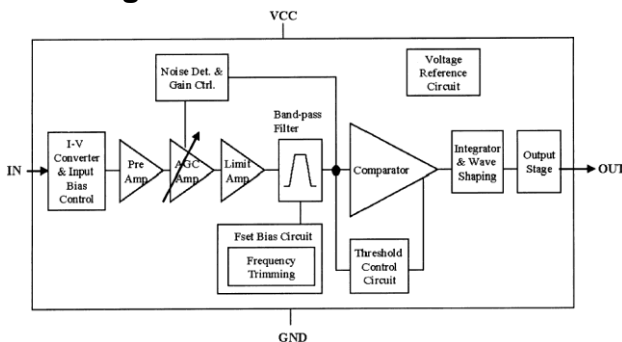 VCC
Noise Det. &
Gain Ctrl.
Voltage
Reference
Circuit
Band-pass
Filter
I-V
Converter
& Input
Bias
Control
IN
Pre
Amp
AGC
Amp
Limit
Amp
Comparator
Integrator
& Wave
Shaping
Output
Stage
OUT
Fset Bias Circuit
Frequency
Trimming
Threshold
Control
Circuit
GND